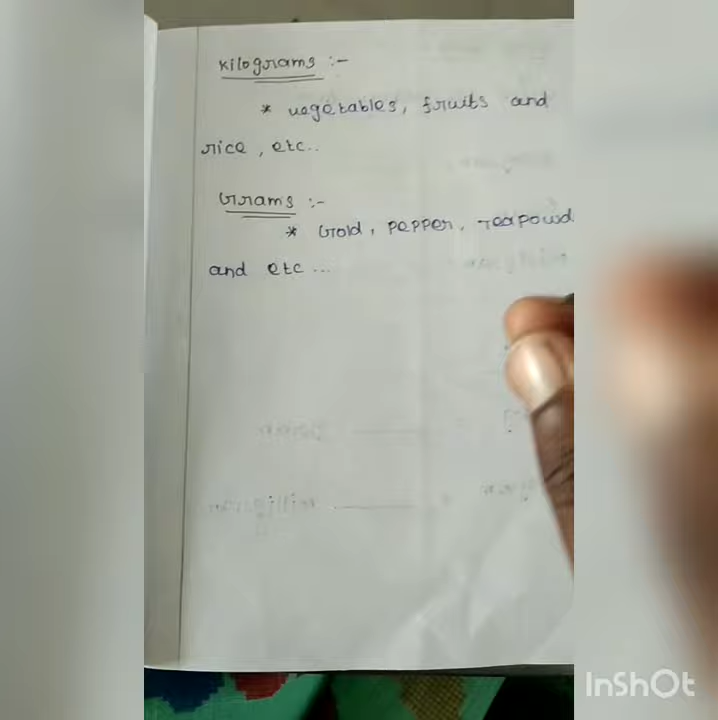 Kilograms :-
* vegetables, fruits and
rice, etc..
Grams :-
* Gold, pepper, Teapowd
and etc ...
InShOt